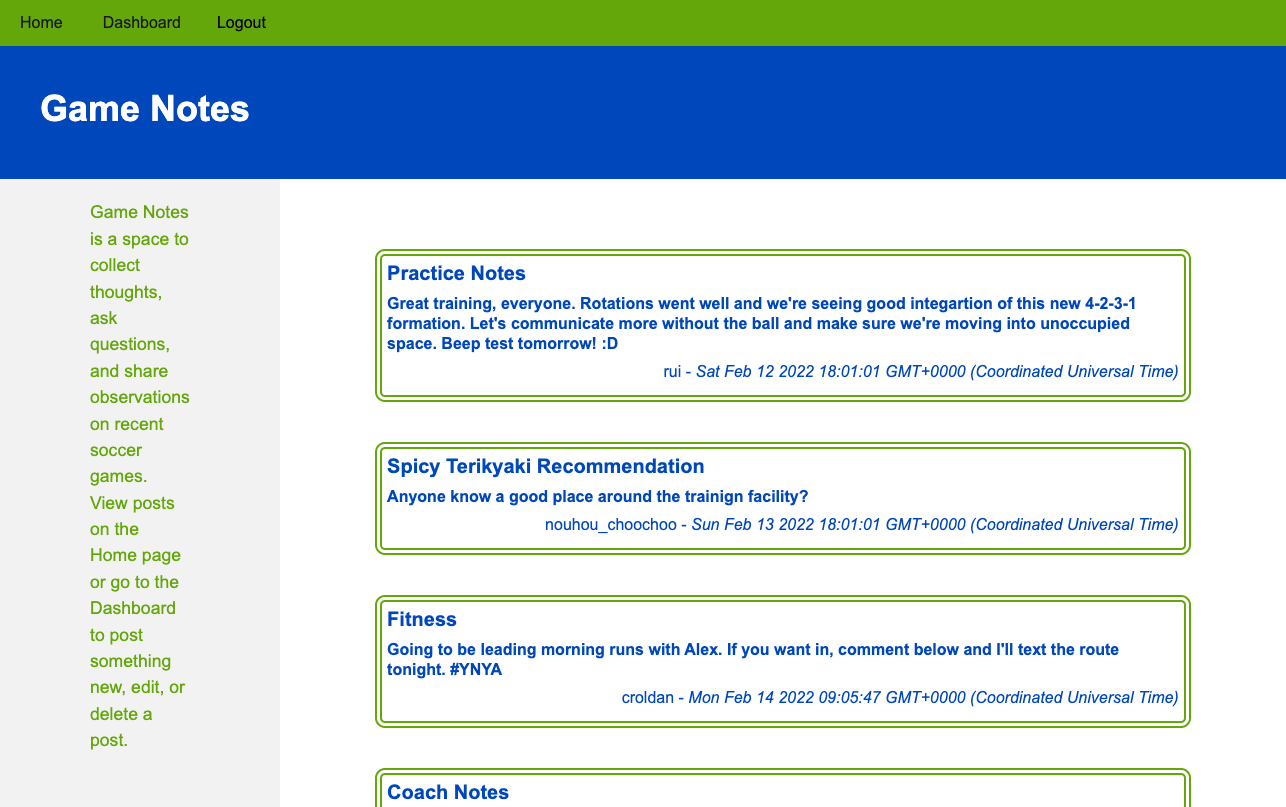 Home Dashboard Logout
Game Notes
Game Notes
is a space to
collect
thoughts,
ask
questions,
and share
observations
on recent
soccer
games.
View posts
on the
Home page
or go to the
Dashboard
to post
something
new, edit, or
delete a
post.
Practice Notes
Great training, everyone. Rotations went well and we're seeing good integartion of this new 4-2-3-1
formation. Let's communicate more without the ball and make sure we're moving into unoccupied
space. Beep test tomorrow! :D
rui - Sat Feb 12 2022 18:01:01 GMT+0000 (Coordinated Universal Time)
Spicy Terikyaki Recommendation
Anyone know a good place around the trainign facility?
nouhou_choochoo - Sun Feb 13 2022 18:01:01 GMT+0000 (Coordinated Universal Time)
Fitness
Going to be leading morning runs with Alex. If you want in, comment below and I'll text the route
tonight. #YNYA
croldan - Mon Feb 14 2022 09:05:47 GMT+0000 (Coordinated Universal Time)
Coach Notes